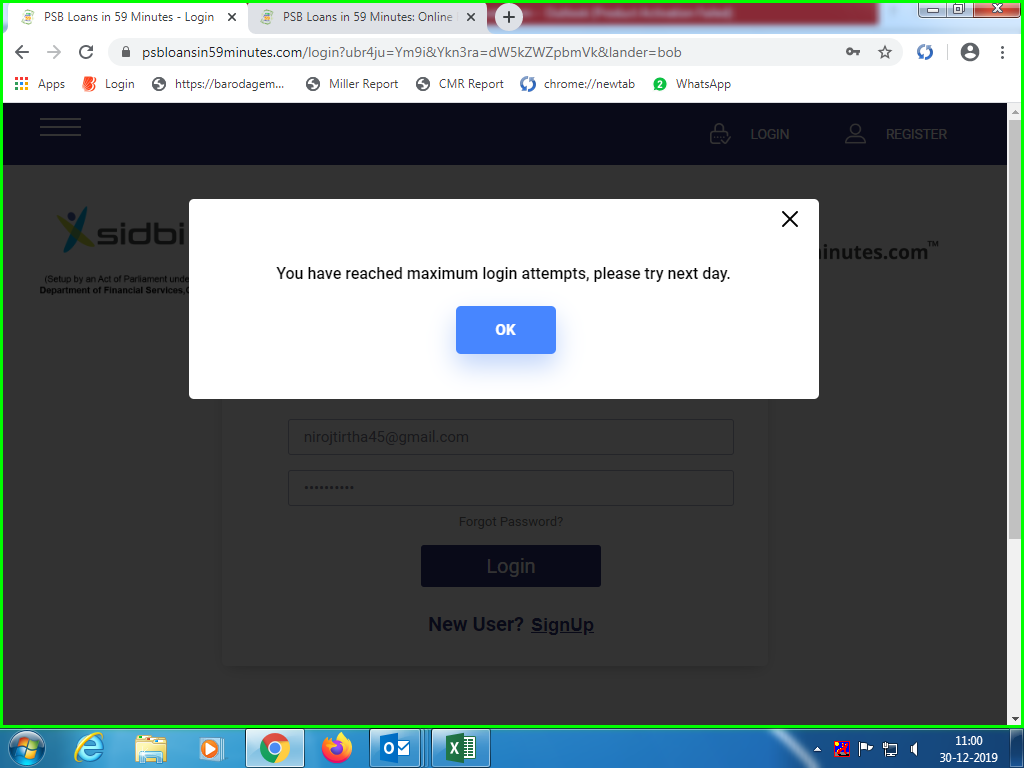 PSB Loans in 59 Minutes - Login
PSB Loans in 59 Minutes: Online
Outlook (Product Activation Failed)
psbloansin59minutes.com/login?ubr4ju=Ym9i&Ykn3ra=dW5kZWZpbmVk&lander=bob
Apps
Login
https://barodagem...
Miller Report
CMR Report
chrome://newtab
2
WhatsApp
LOGIN
REGISTER
sidbi
inutes.com™
(Setup by an Act of Parliament unde
Department of Financial Services,
You have reached maximum login attempts, please try next day.
OK
nirojtirtha45@gmail.com
Forgot Password?
Login
New User? SignUp
11:00
30-12-2019